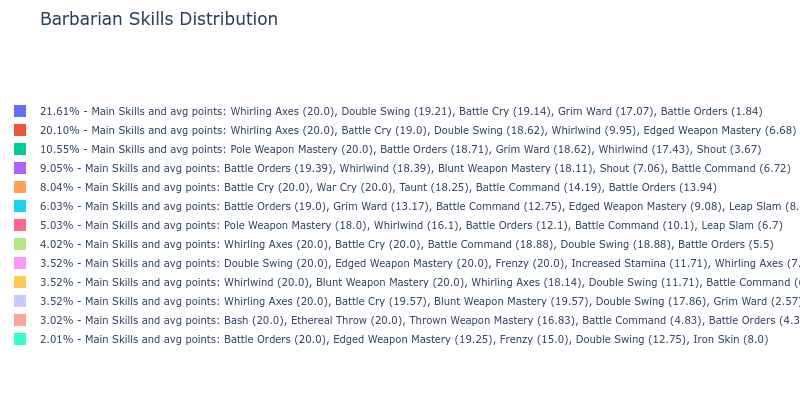 Barbarian Skills Distribution
21.61% - Main Skills and avg points: Whirling Axes (20.0), Double Swing (19.21), Battle Cry (19.14), Grim Ward (17.07), Battle Orders (1.84)
20.10% - Main Skills and avg points: Whirling Axes (20.0), Battle Cry (19.0), Double Swing (18.62), Whirlwind (9.95), Edged Weapon Mastery (6.68)
10.55% - Main Skills and avg points: Pole Weapon Mastery (20.0), Battle Orders (18.71), Grim Ward (18.62), Whirlwind (17.43), Shout (3.67)
9.05% - Main Skills and avg points: Battle Orders (19.39), Whirlwind (18.39), Blunt Weapon Mastery (18.11), Shout (7.06), Battle Command (6.72)
8.04% - Main Skills and avg points: Battle Cry (20.0), War Cry (20.0), Taunt (18.25), Battle Command (14.19), Battle Orders (13.94)
6.03% - Main Skills and avg points: Battle Orders (19.0), Grim Ward (13.17), Battle Command (12.75), Edged Weapon Mastery (9.08), Leap Slam (8.
5.03% - Main Skills and avg points: Pole Weapon Mastery (18.0), Whirlwind (16.1), Battle Orders (12.1), Battle Command (10.1), Leap Slam (6.7)
4.02% - Main Skills and avg points: Whirling Axes (20.0), Battle Cry (20.0), Battle Command (18.88), Double Swing (18.88), Battle Orders (5.5)
3.52% - Main Skills and avg points: Double Swing (20.0), Edged Weapon Mastery (20.0), Frenzy (20.0), Increased Stamina (11.71), Whirling Axes (7.
3.52% - Main Skills and avg points: Whirlwind (20.0), Blunt Weapon Mastery (20.0), Whirling Axes (18.14), Double Swing (11.71), Battle Command (
3.52% - Main Skills and avg points: Whirling Axes (20.0), Battle Cry (19.57), Blunt Weapon Mastery (19.57), Double Swing (17.86), Grim Ward (2.57)
3.02% - Main Skills and avg points: Bash (20.0), Ethereal Throw (20.0), Thrown Weapon Mastery (16.83), Battle Command (4.83), Battle Orders (4.3
2.01% - Main Skills and avg points: Battle Orders (20.0), Edged Weapon Mastery (19.25), Frenzy (15.0), Double Swing (12.75), Iron Skin (8.0)